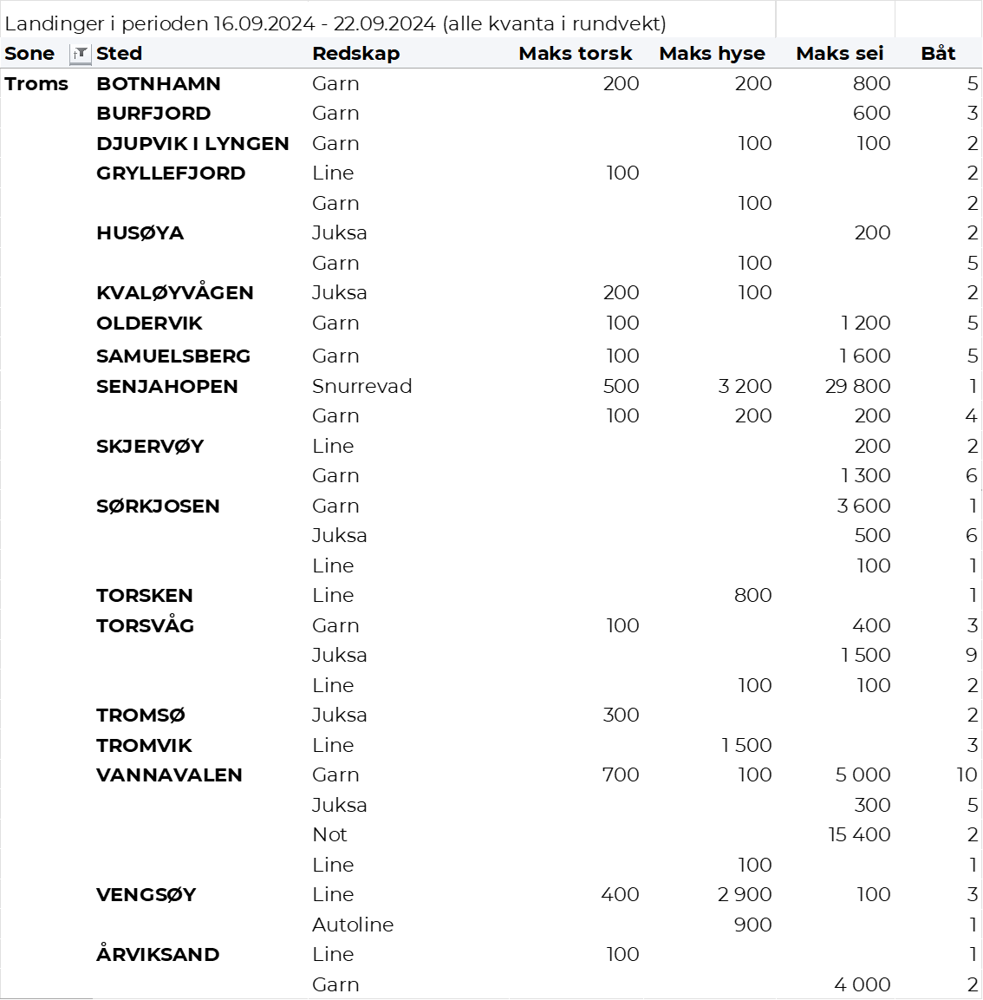 Landinger i perioden 16.09.2024 - 22.09.2024 (alle kvanta i rundvekt)
Sone Sted Redskap Maks torsk Maks hyse Maks sei Båt
Troms BOTNHAMN Garn 200 200 800 5
BURFJORD Garn 600 3
DJUPVIK I LYNGEN Garn 100 100 2
GRYLLEFJORD Line 100 2
Garn 100 2
HUSØYA Juksa 200 2
Garn 100 5
KVALØYVÅGEN Juksa 200 100 2
OLDERVIK Garn 100 1 200 5
SAMUELSBERG Garn 100 1 600 5
SENJAHOPEN Snurrevad 500 3 200 29 800 1
Garn 100 200 200 4
SKJERVØY Line 200 2
Garn 1 300 6
SØRKJOSEN Garn 3 600 1
Juksa 500 6
Line 100 1
TORSKEN Line 800 1
TORSVÅG Garn 100 400 3
Juksa 1 500 9
Line 100 100 2
TROMSØ Juksa 300 2
TROMVIK Line 1 500 3
VANNAVALEN Garn 700 100 5 000 10
Juksa 300 5
Not 15 400 2
Line 100 1
VENGSØY Line 400 2 900 100 3
Autoline 900 1
ÅRVIKSAND Line 100 1
Garn 4 000 2